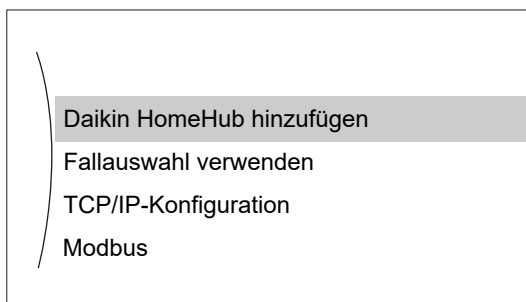 Daikin HomeHub hinzufügen
Fallauswahl verwenden
TCP/IP-Konfiguration
Modbus